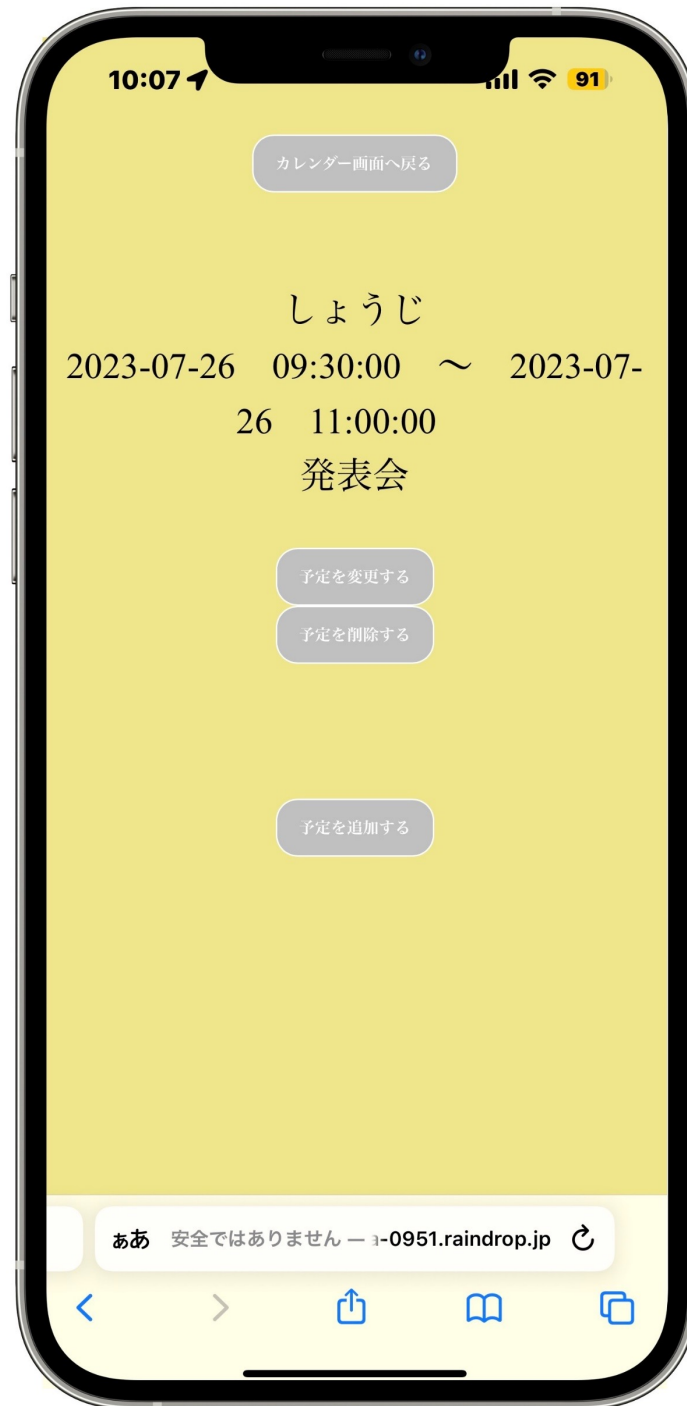 10:07
91
カレンダー画面へ戻る
しょうじ
2023-07-26　09:30:00　～　2023-07-
26　11:00:00
発表会
予定を変更する
予定を削除する
予定を追加する
ぁあ 安全ではありません — -0951.raindrop.jp